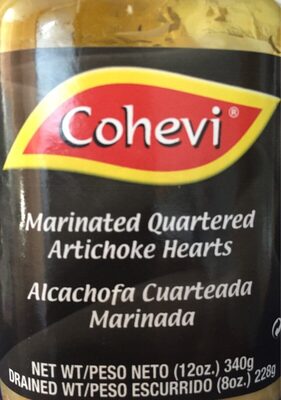 Cohevi®
Marinated Quartered
Artichoke Hearts
Alcachofa Cuarteada
Marinada
NET WT/PESO NETO (12oz.) 340g
DRAINED WT/PESO ESCURRIDO (8oz.) 228g